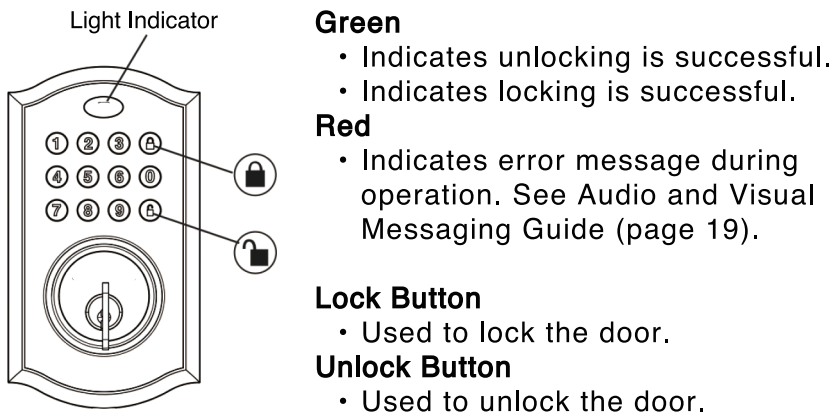 Light Indicator
1 2 3
4 5 6 0
7 8 9
Green
• Indicates unlocking is successful.
• Indicates locking is successful.
Red
• Indicates error message during
operation. See Audio and Visual
Messaging Guide (page 19).
Lock Button
• Used to lock the door.
Unlock Button
• Used to unlock the door.